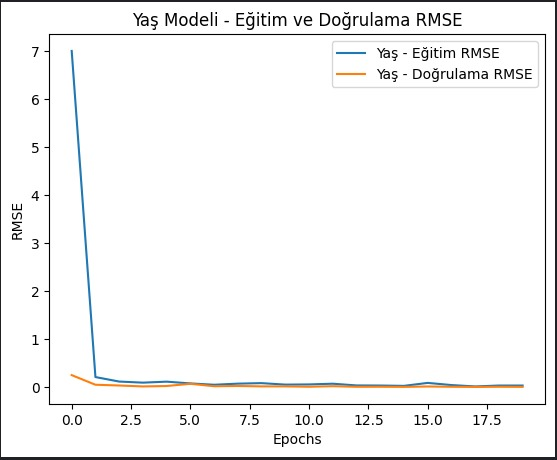 Yaş Modeli - Eğitim ve Doğrulama RMSE
Yaş - Eğitim RMSE
Yaş - Doğrulama RMSE
7
6
5
4
3
2
1
0
RMSE
0.0 2.5 5.0 7.5 10.0 12.5 15.0 17.5
Epochs